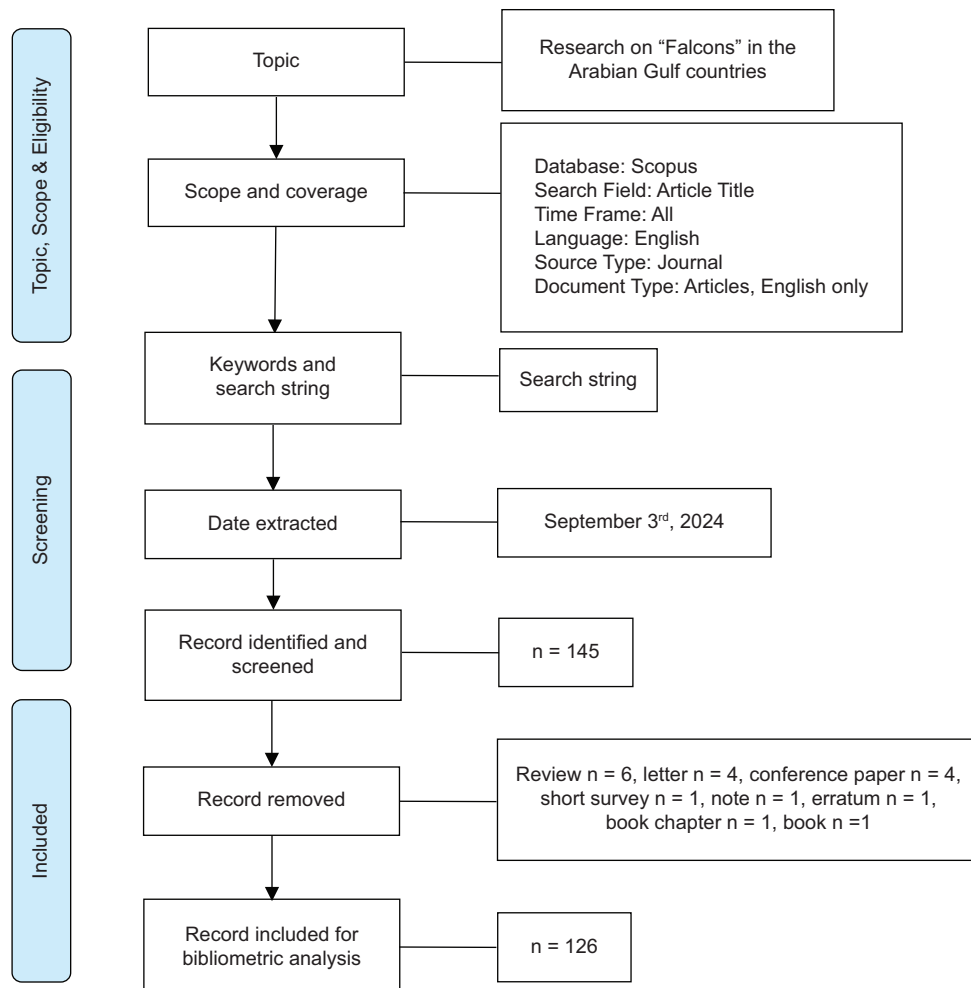 Topic, Scope & Eligibility
Topic
Research on “Falcons” in the
Arabian Gulf countries
Scope and coverage
Database: Scopus
Search Field: Article Title
Time Frame: All
Language: English
Source Type: Journal
Document Type: Articles, English only
Screening
Keywords and
search string
Search string
Date extracted
September 3rd, 2024
Record identified and
screened
n = 145
Included
Record removed
Review n = 6, letter n = 4, conference paper n = 4,
short survey n = 1, note n = 1, erratum n = 1,
book chapter n = 1, book n =1
Record included for
bibliometric analysis
n = 126